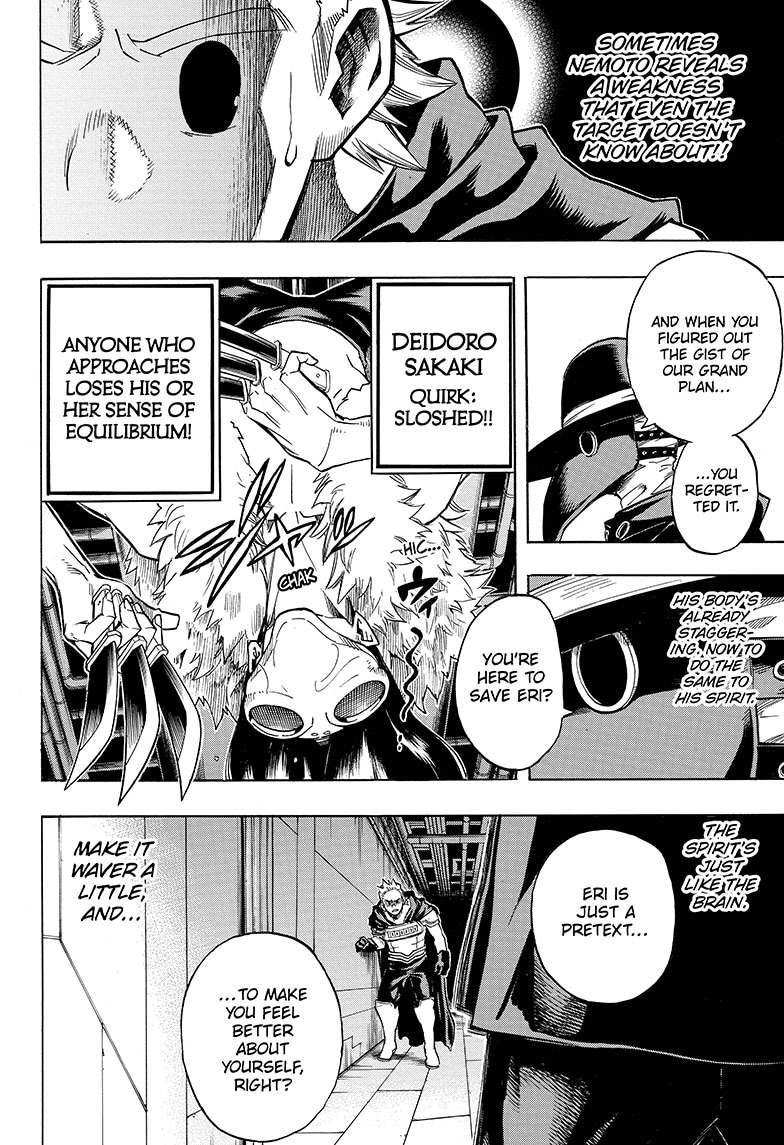 SOMETIMES
NEMOTO REVEALS
A WEAKNESS
THAT EVEN THE
TARGET DOESN'T
KNOW ABOUT!!
AND WHEN YOU
FIGURED OUT
THE GIST OF
OUR GRAND
PLAN...
...YOU
REGRET-
TED IT.
DEIDORO
SAKAKI
QUIRK:
SLOSHED!!
ANYONE WHO
APPROACHES
LOSES HIS OR
HER SENSE OF
EQUILIBRIUM!
HIC...
CHAK
HIS BODY'S
ALREADY
STAGGER-
ING. NOW TO
DO THE
SAME TO
HIS SPIRIT.
YOU'RE
HERE TO
SAVE ERI?
THE
SPIRIT'S
JUST
LIKE THE
BRAIN.
ERI IS
JUST A
PRETEXT...
MAKE IT
WAVER A
LITTLE,
AND...
1000000
...TO MAKE
YOU FEEL
BETTER
ABOUT
YOURSELF,
RIGHT?